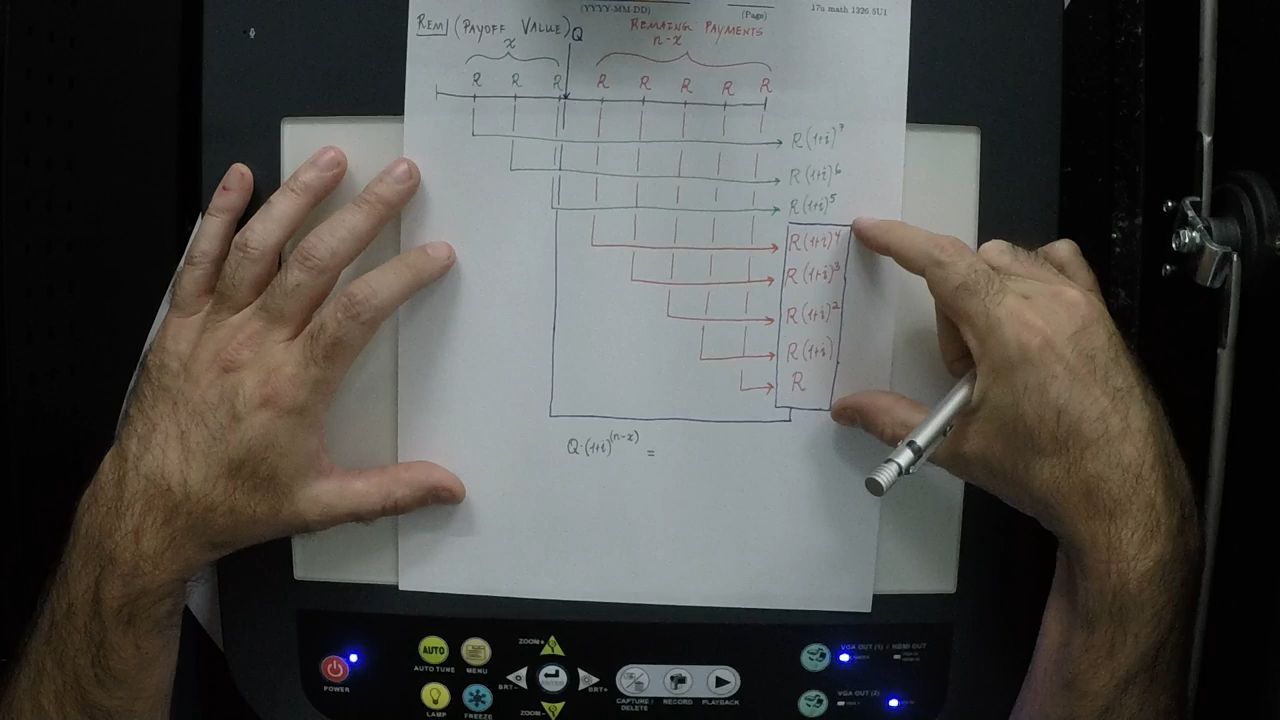 (YYYY-MM-DD)
(Page)
17a math 1326 5U1
REM/ (PAYOFF VALUE) Q
REMAING PAYMENTS
x
n-x
R R R R R R R R
R(1+i)^7
R(1+i)^6
R(1+i)^5
R(1+i)^4
R(1+i)^3
R(1+i)^2
R(1+i)
R
Q·(1+i)^(n-x) =
POWER
AUTO
AUTO TUNE
MENU
ZOOM+
BRT-
ENTER
BRT+
CAPTURE / DELETE
RECORD
PLAYBACK
LAMP
FREEZE
ZOOM-
VGA OUT (1) / HDMI OUT
VGA OUT (2)